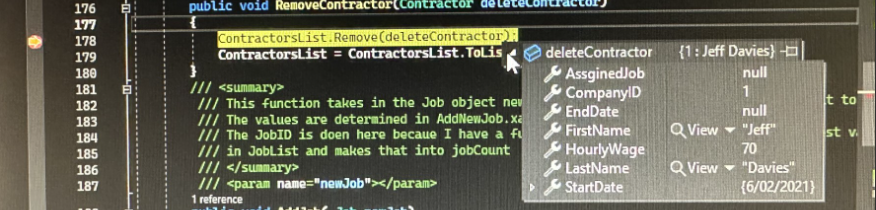 176 public void RemoveContractor(Contractor deleteContractor)
177 {
178 ContractorsList.Remove(deleteContractor);
179 ContractorsList = ContractorsList.ToLis
180 }
181 /// <summary>
182 /// This function takes in the Job object new
183 /// The values are determined in AddNewJob.xa
184 /// The JobID is doen here becaue I have a fu
185 /// in JobList and makes that into jobCount
186 /// </summary>
187 /// <param name="newJob"></param>
1 reference
deleteContractor {1 : Jeff Davies}
AssginedJob null
CompanyID 1
EndDate null
FirstName View "Jeff"
HourlyWage 70
LastName View "Davies"
StartDate {6/02/2021}
t to
st va